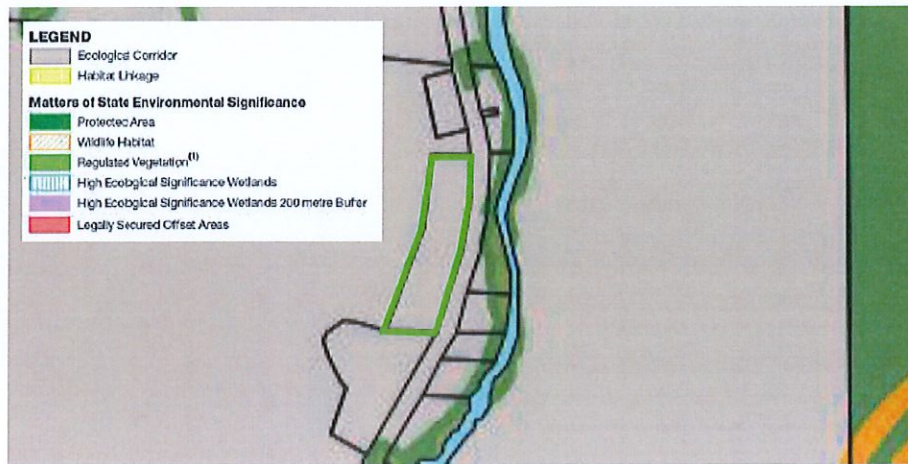 LEGEND
Ecological Corridor
Habitat Linkage
Matters of State Environmental Significance
Protected Area
Wildlife Habitat
Regulated Vegetation(1)
High Ecological Significance Wetlands
High Ecological Significance Wetlands 200 metre Buffer
Legally Secured Offset Areas